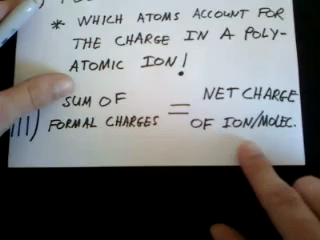 * WHICH ATOMS ACCOUNT FOR
THE CHARGE IN A POLY-
ATOMIC ION!
III) SUM OF FORMAL CHARGES = NET CHARGE OF ION/MOLEC.